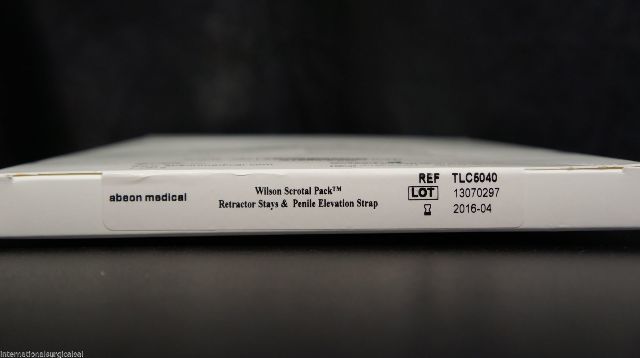 abeon medical
Wilson Scrotal Pack™
Retractor Stays & Penile Elevation Strap
REF TLC5040
LOT 13070297
2016-04